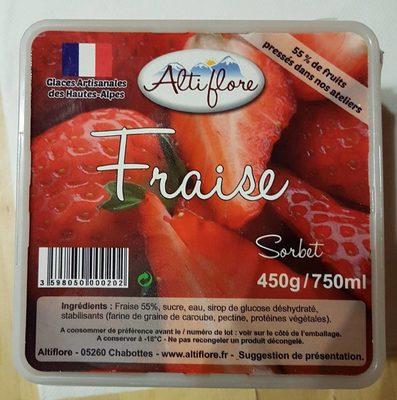 Glaces Artisanales
des Hautes-Alpes
Altiflore
55% de fruits
pressés dans nos ateliers
Fraise
Sorbet
450g/750ml
3 598050 000202
Ingrédients : Fraise 55%, sucre, eau, sirop de glucose déshydraté,
stabilisants (farine de graine de caroube, pectine, protéines végétales).
A consommer de préférence avant le / numéro de lot : voir sur le côté de l'emballage.
A conserver à -18°C - Ne pas recongeler un produit décongelé.
Altiflore - 05260 Chabottes - www.altiflore.fr - Suggestion de présentation.